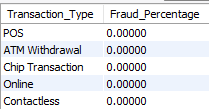 Transaction_Type Fraud_Percentage
POS 0.00000
ATM Withdrawal 0.00000
Chip Transaction 0.00000
Online 0.00000
Contactless 0.00000